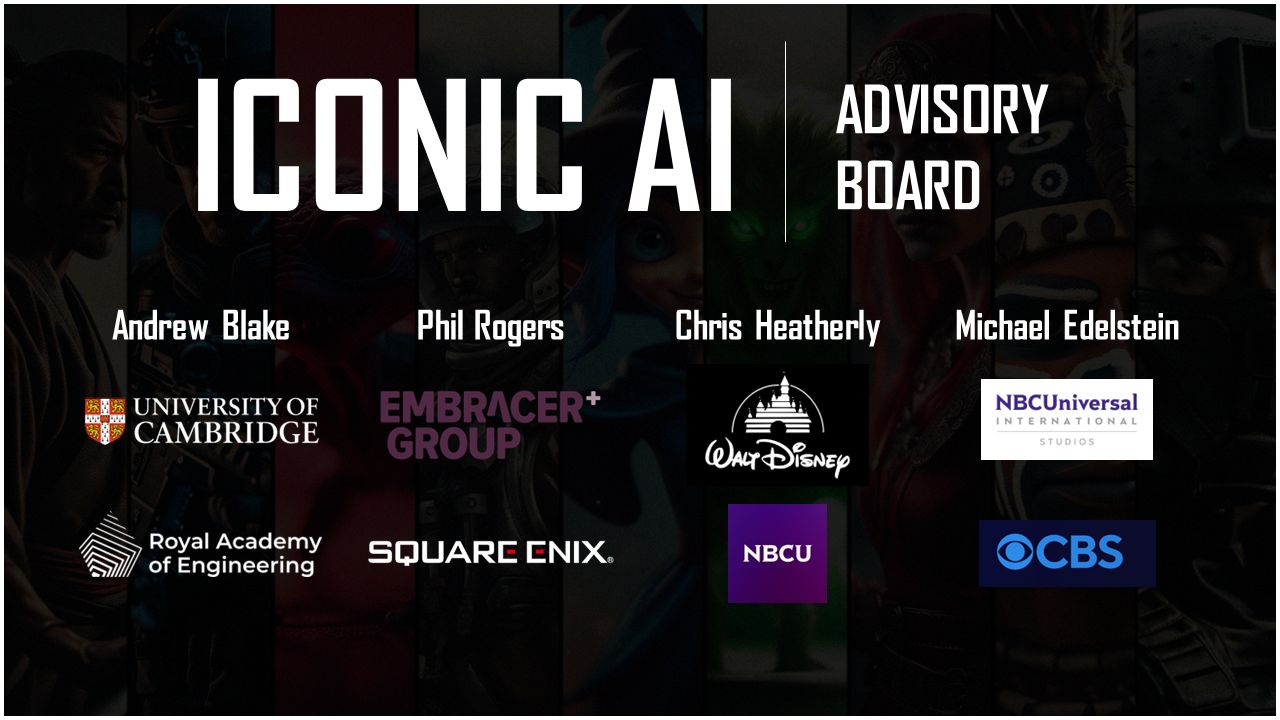 ICONIC AI
ADVISORY
BOARD
Andrew Blake
Phil Rogers
Chris Heatherly
Michael Edelstein
UNIVERSITY OF
CAMBRIDGE
EMBRACER+
GROUP
WALT DISNEY
NBCUniversal
INTERNATIONAL
STUDIOS
Royal Academy
of Engineering
SQUARE ENIX®
NBCU
CBS